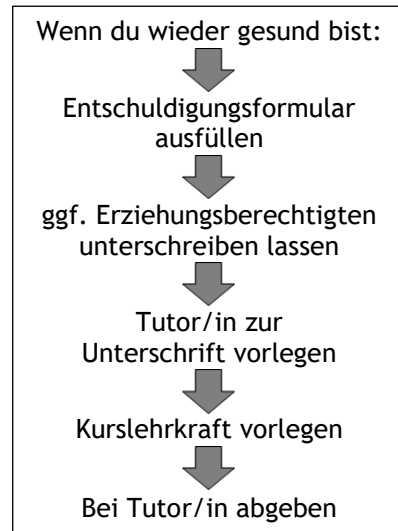 Wenn du wieder gesund bist:
Entschuldigungsformular
ausfüllen
ggf. Erziehungsberechtigten
unterschreiben lassen
Tutor/in zur
Unterschrift vorlegen
Kurslehrkraft vorlegen
Bei Tutor/in abgeben